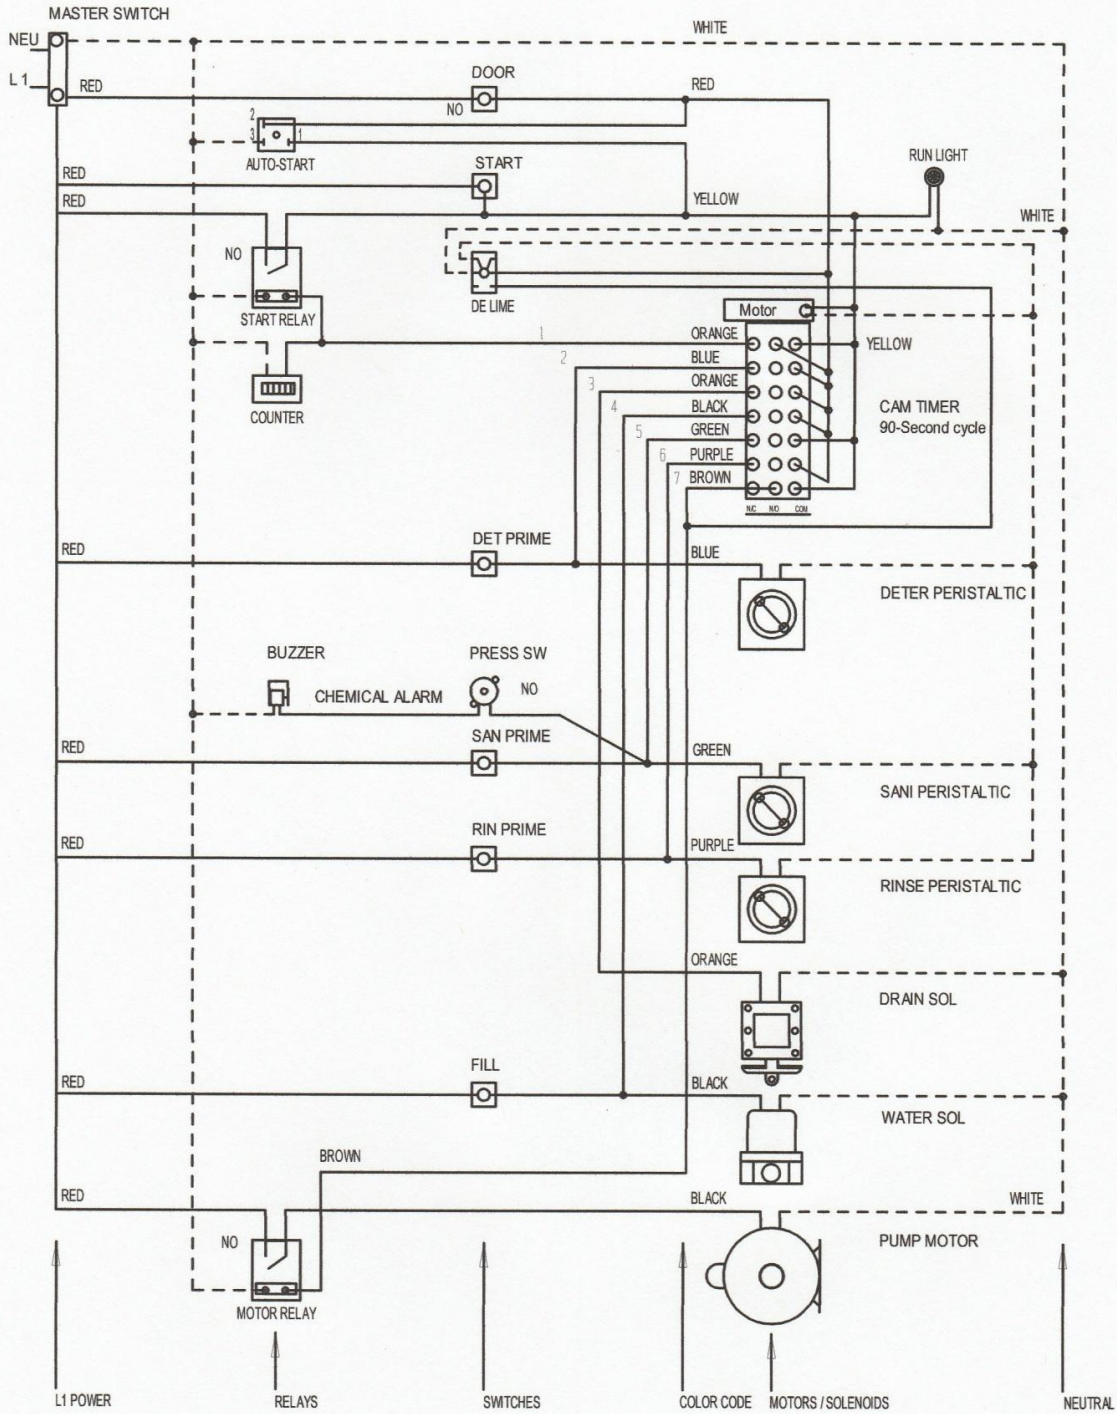 MASTER SWITCH
NEU
WHITE
L 1
RED
DOOR
RED
NO
2
3
1
AUTO-START
START
RUN LIGHT
RED
RED
YELLOW
WHITE
NO
DE LIME
START RELAY
Motor
1
ORANGE
YELLOW
2
BLUE
3
ORANGE
4
BLACK
CAM TIMER
90-Second cycle
5
GREEN
6
PURPLE
7
BROWN
COUNTER
N/C
N/O
COM
RED
DET PRIME
BLUE
DETER PERISTALTIC
BUZZER
PRESS SW
CHEMICAL ALARM
NO
RED
SAN PRIME
GREEN
SANI PERISTALTIC
RED
RIN PRIME
PURPLE
RINSE PERISTALTIC
ORANGE
DRAIN SOL
RED
FILL
BLACK
WATER SOL
BROWN
RED
BLACK
WHITE
NO
PUMP MOTOR
MOTOR RELAY
L1 POWER
RELAYS
SWITCHES
COLOR CODE
MOTORS / SOLENOIDS
NEUTRAL